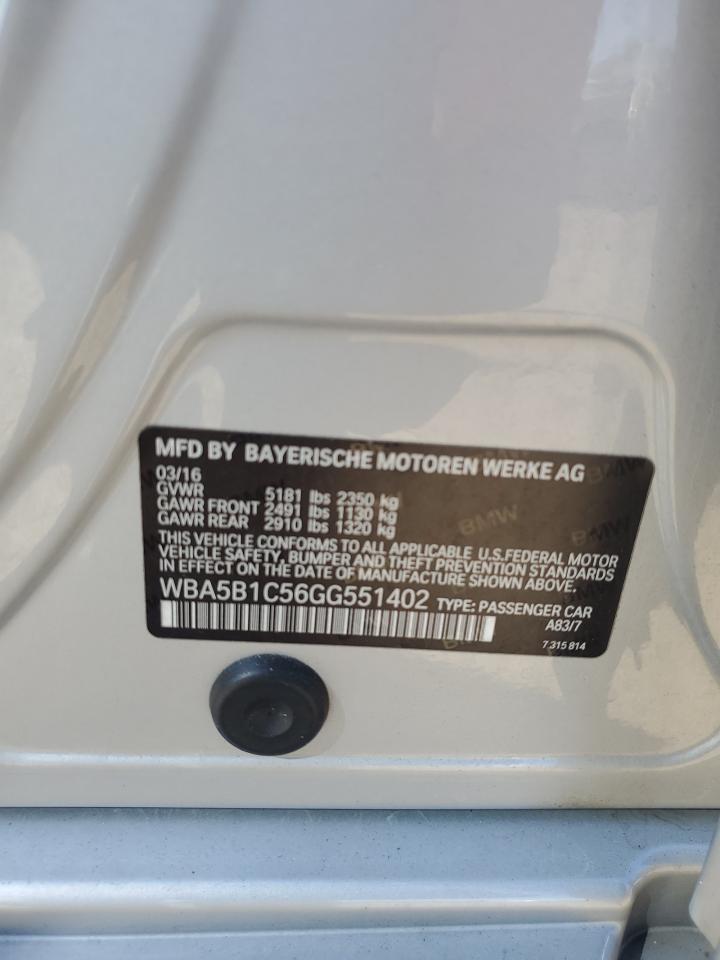 MFD BY BAYERISCHE MOTOREN WERKE AG
03/16
GVWR 5181 lbs 2350 kg
GAWR FRONT 2491 lbs 1130 kg
GAWR REAR 2910 lbs 1320 kg
THIS VEHICLE CONFORMS TO ALL APPLICABLE U.S.FEDERAL MOTOR
VEHICLE SAFETY, BUMPER AND THEFT PREVENTION STANDARDS
IN EFFECT ON THE DATE OF MANUFACTURE SHOWN ABOVE.
WBA5B1C56GG551402 TYPE: PASSENGER CAR
A83/7
7 315 814
BMW